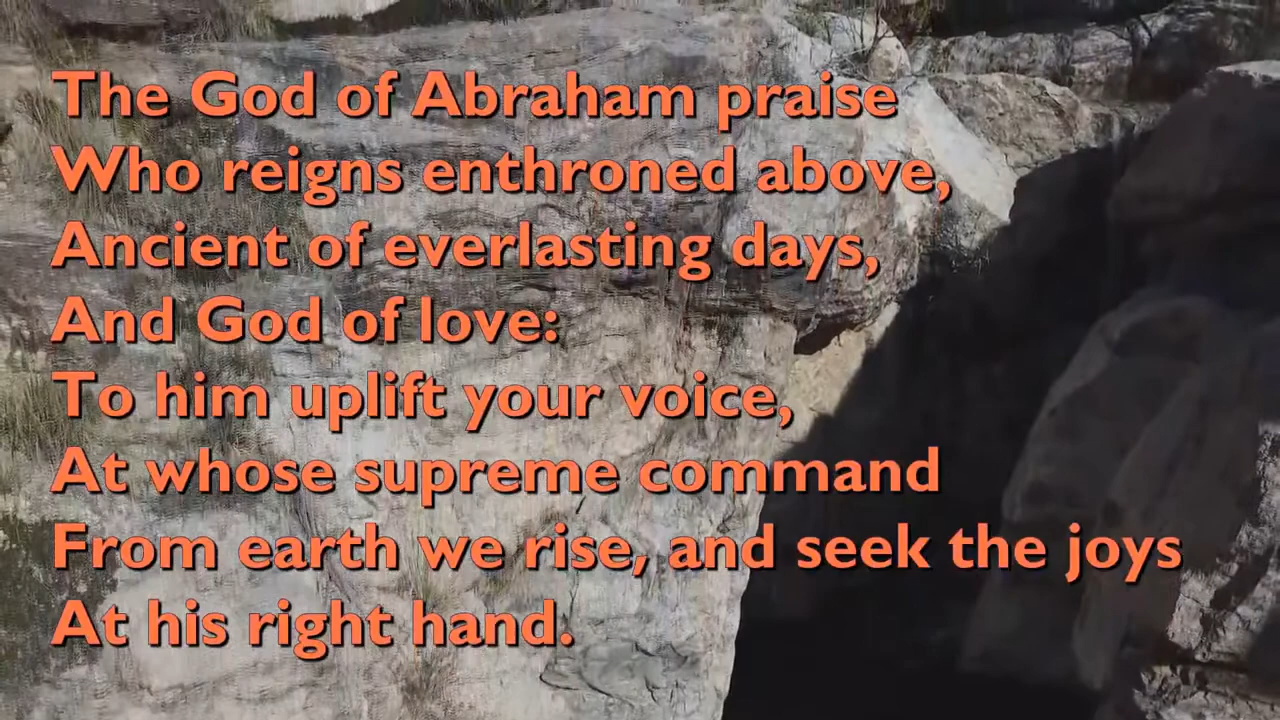 The God of Abraham praise
Who reigns enthroned above,
Ancient of everlasting days,
And God of love:
To him uplift your voice,
At whose supreme command
From earth we rise, and seek the joys
At his right hand.